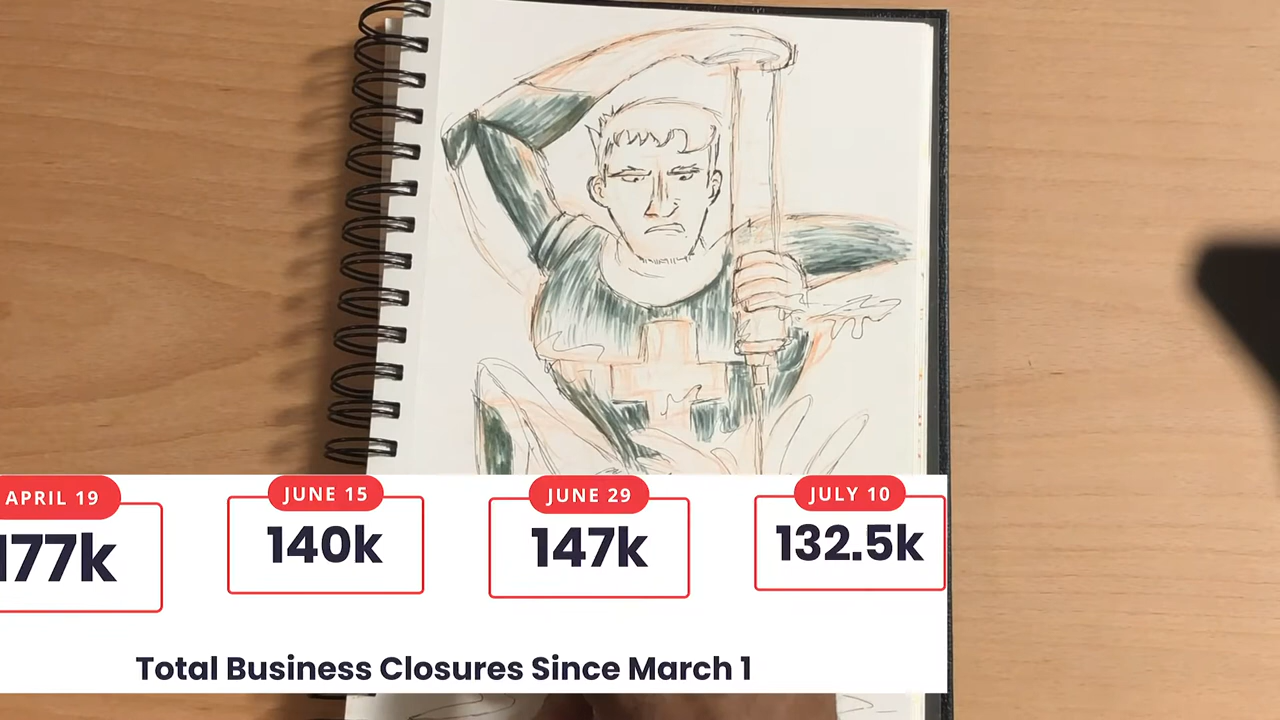 APRIL 19
JUNE 15
JUNE 29
JULY 10
177k
140k
147k
132.5k
Total Business Closures Since March 1